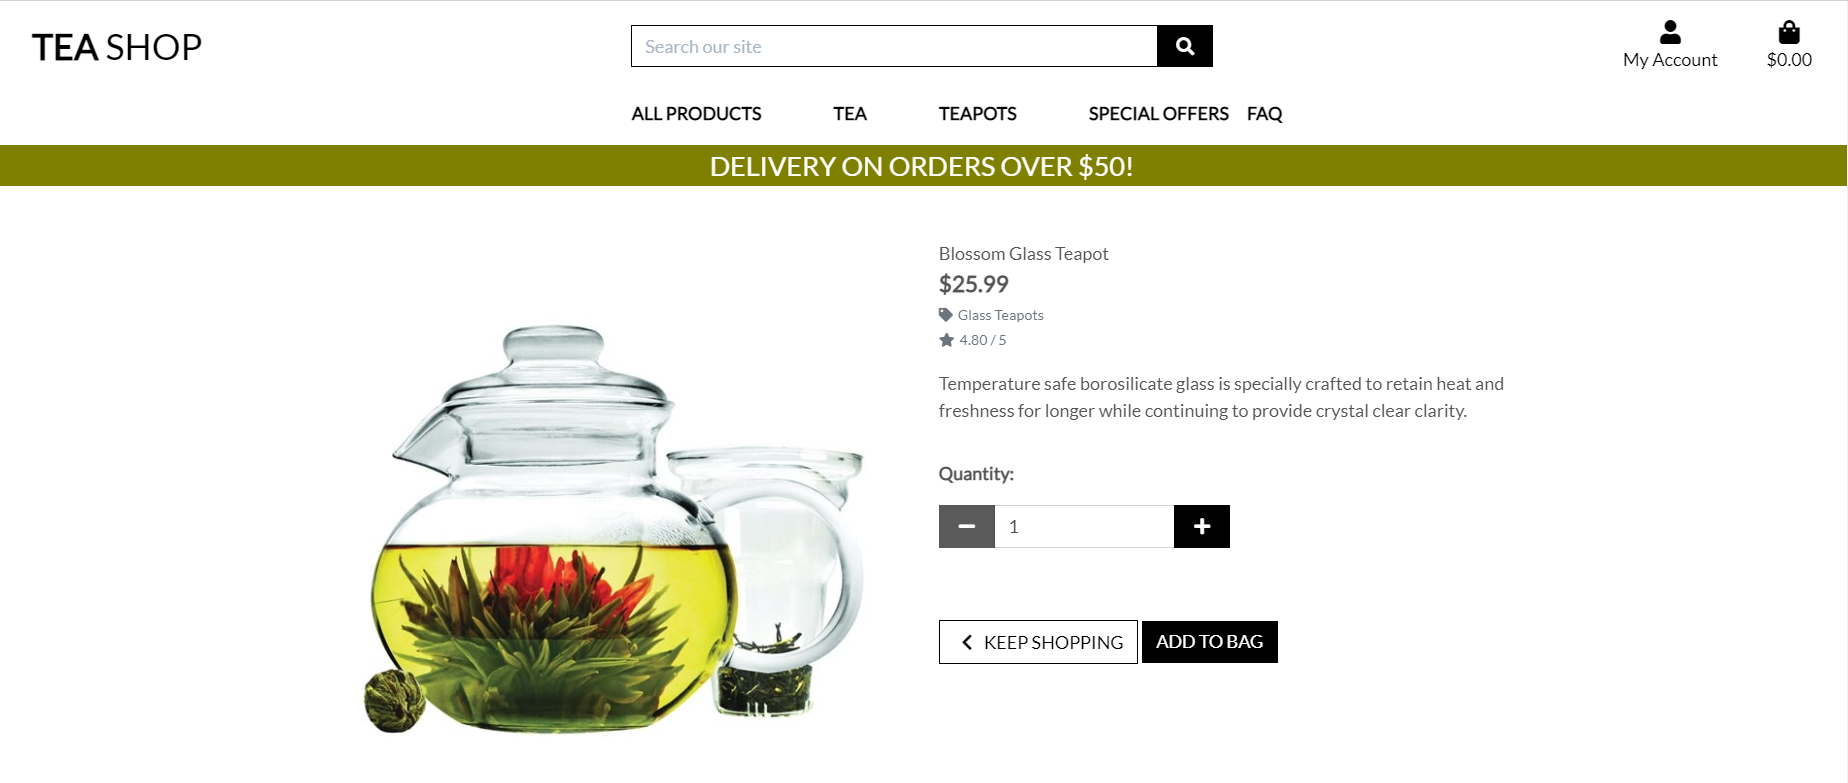 TEA SHOP
Search our site
My Account
$0.00
ALL PRODUCTS TEA TEAPOTS SPECIAL OFFERS FAQ
DELIVERY ON ORDERS OVER $50!
Blossom Glass Teapot
$25.99
Glass Teapots
4.80 / 5
Temperature safe borosilicate glass is specially crafted to retain heat and
freshness for longer while continuing to provide crystal clear clarity.
Quantity:
1
KEEP SHOPPING ADD TO BAG